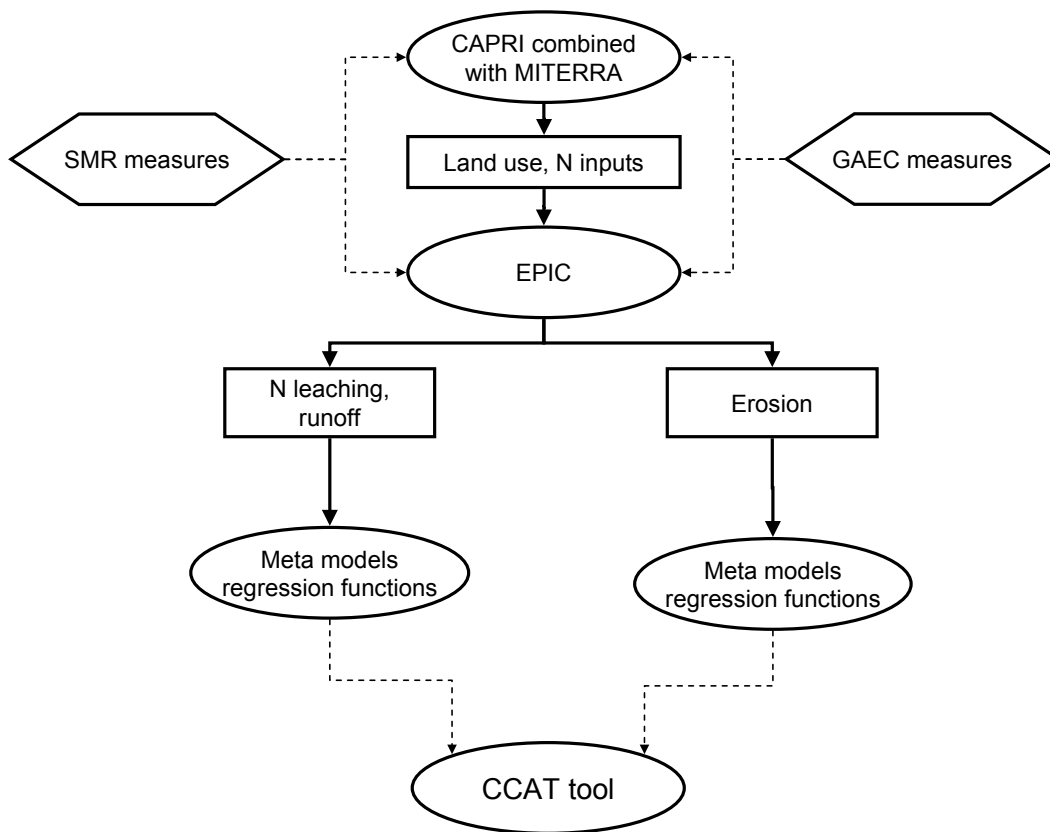 CAPRI combined
with MITERRA
SMR measures
Land use, N inputs
GAEC measures
EPIC
N leaching,
runoff
Erosion
Meta models
regression functions
Meta models
regression functions
CCAT tool